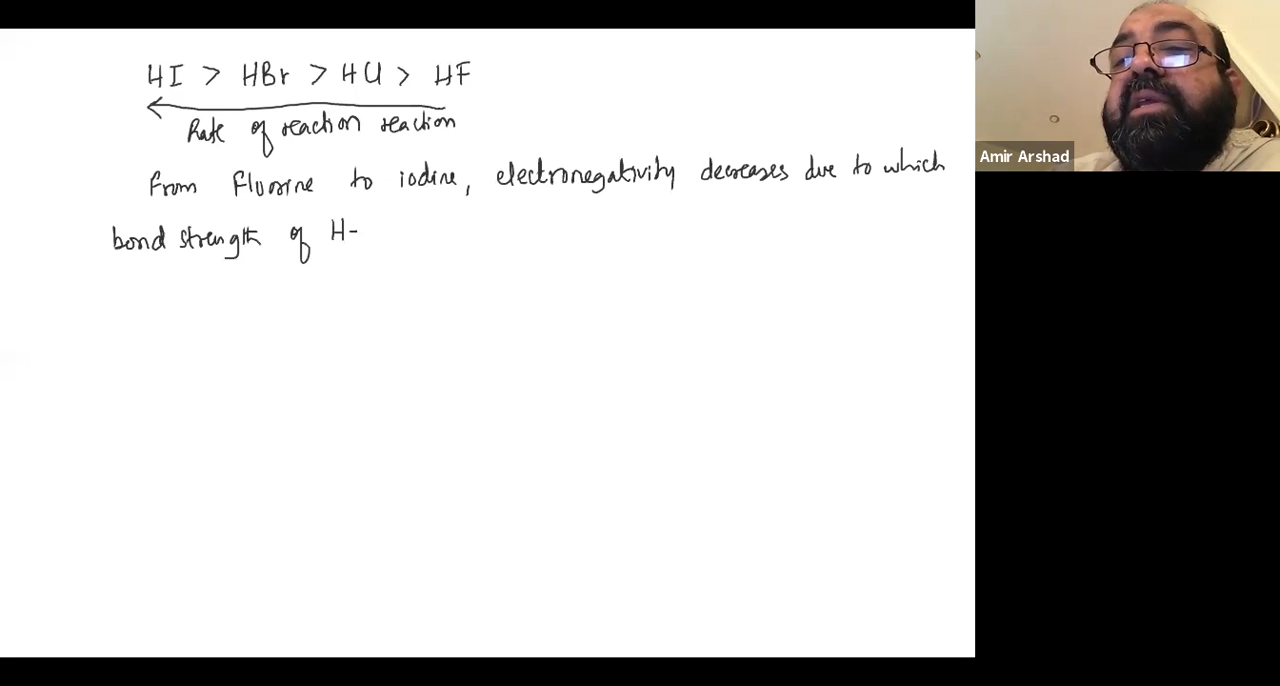 HI > HBr > HCl > HF
Rate of reaction reaction
From Fluorine to iodine, electronegativity decreases due to which
bond strength of H-
Amir Arshad